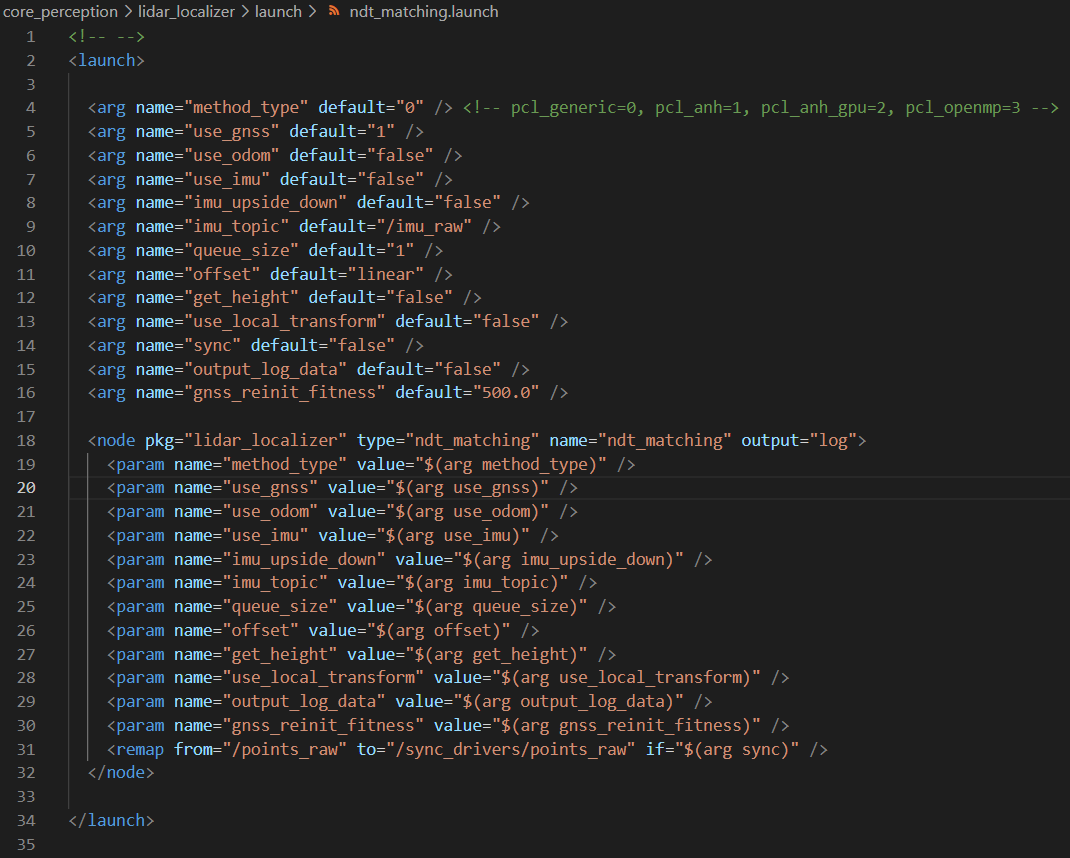 core_perception > lidar_localizer > launch > ndt_matching.launch
1 <!-- -->
2 <launch>
3
4 <arg name="method_type" default="0" /> <!-- pcl_generic=0, pcl_anh=1, pcl_anh_gpu=2, pcl_openmp=3 -->
5 <arg name="use_gnss" default="1" />
6 <arg name="use_odom" default="false" />
7 <arg name="use_imu" default="false" />
8 <arg name="imu_upside_down" default="false" />
9 <arg name="imu_topic" default="/imu_raw" />
10 <arg name="queue_size" default="1" />
11 <arg name="offset" default="linear" />
12 <arg name="get_height" default="false" />
13 <arg name="use_local_transform" default="false" />
14 <arg name="sync" default="false" />
15 <arg name="output_log_data" default="false" />
16 <arg name="gnss_reinit_fitness" default="500.0" />
17
18 <node pkg="lidar_localizer" type="ndt_matching" name="ndt_matching" output="log">
19 <param name="method_type" value="$(arg method_type)" />
20 <param name="use_gnss" value="$(arg use_gnss)" />
21 <param name="use_odom" value="$(arg use_odom)" />
22 <param name="use_imu" value="$(arg use_imu)" />
23 <param name="imu_upside_down" value="$(arg imu_upside_down)" />
24 <param name="imu_topic" value="$(arg imu_topic)" />
25 <param name="queue_size" value="$(arg queue_size)" />
26 <param name="offset" value="$(arg offset)" />
27 <param name="get_height" value="$(arg get_height)" />
28 <param name="use_local_transform" value="$(arg use_local_transform)" />
29 <param name="output_log_data" value="$(arg output_log_data)" />
30 <param name="gnss_reinit_fitness" value="$(arg gnss_reinit_fitness)" />
31 <remap from="/points_raw" to="/sync_drivers/points_raw" if="$(arg sync)" />
32 </node>
33
34 </launch>
35